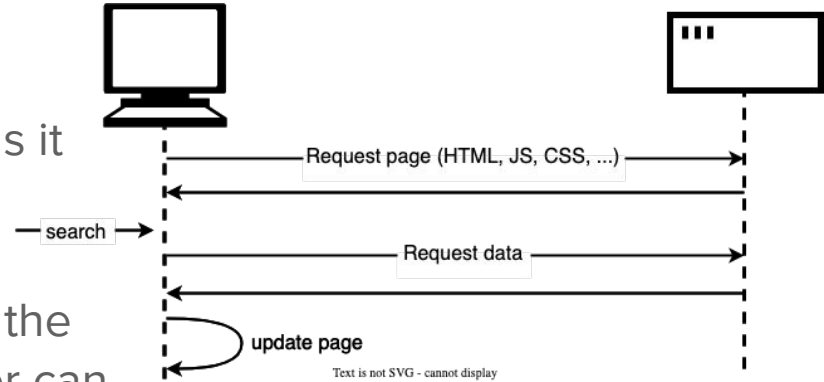 s it
Request page (HTML, JS, CSS, ...)
search
Request data
the
update page
er can
Text is not SVG - cannot display